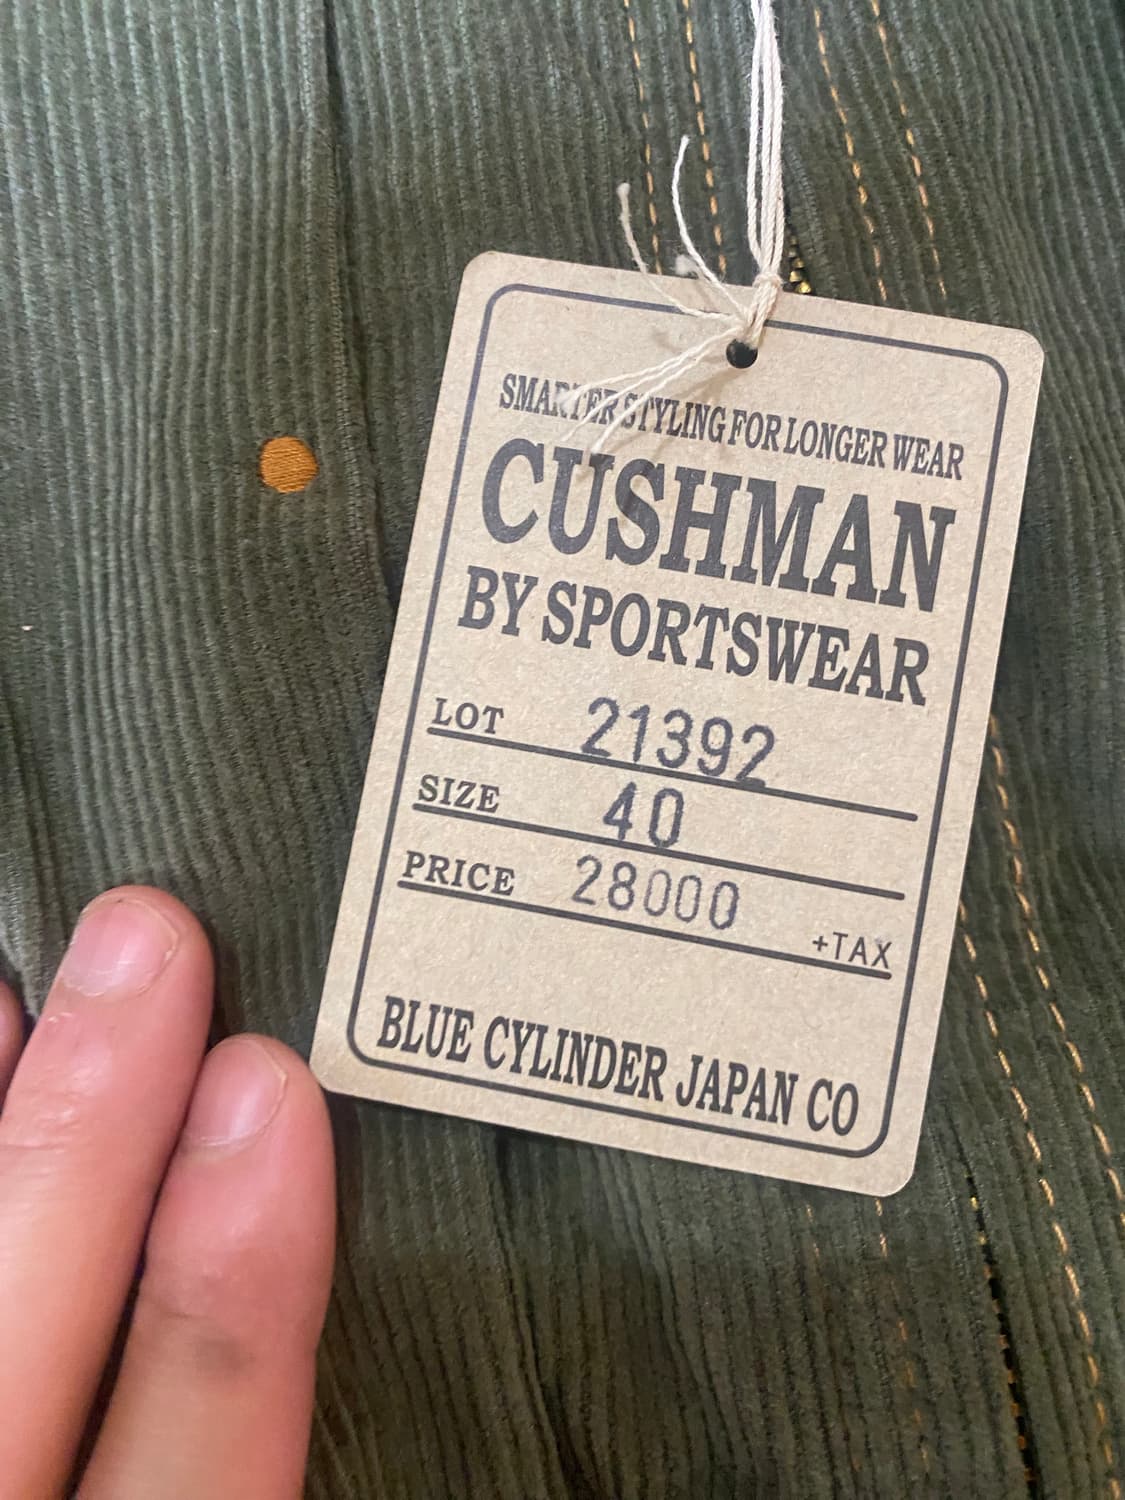 SMARTER STYLING FOR LONGER WEAR
CUSHMAN
BY SPORTSWEAR
LOT 21392
SIZE 40
PRICE 28000
+TAX
BLUE CYLINDER JAPAN CO